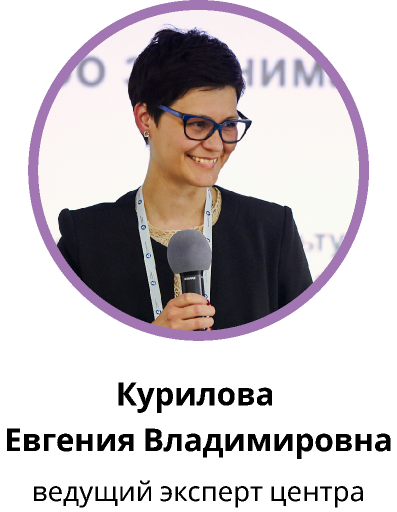 Курилова
Евгения Владимировна
ведущий эксперт центра